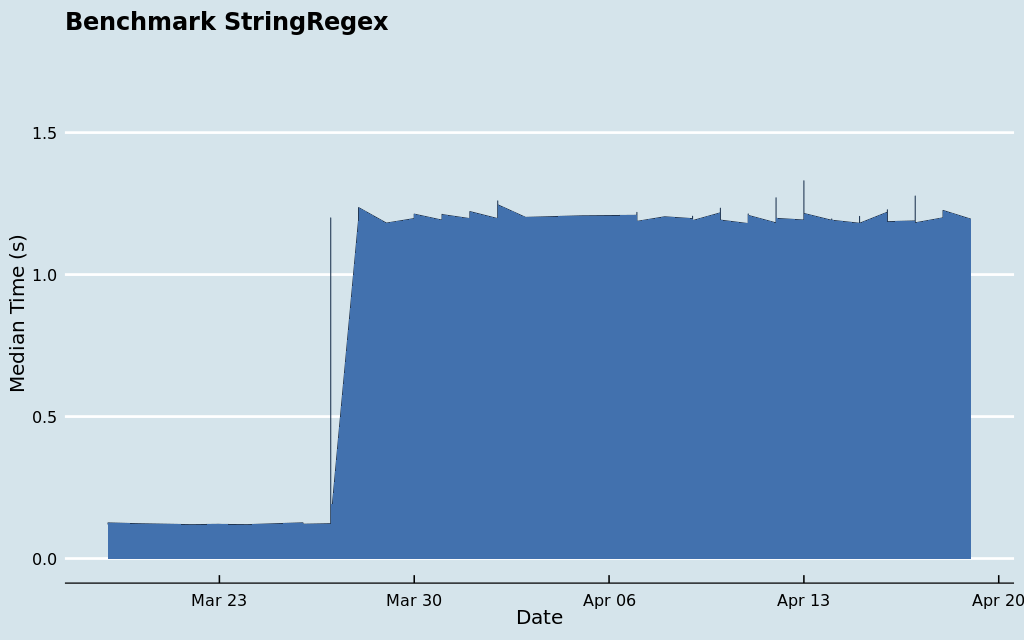 Benchmark StringRegex
1.5
1.0
0.5
0.0
Median Time (s)
Mar 23
Mar 30
Apr 06
Apr 13
Apr 20
Date